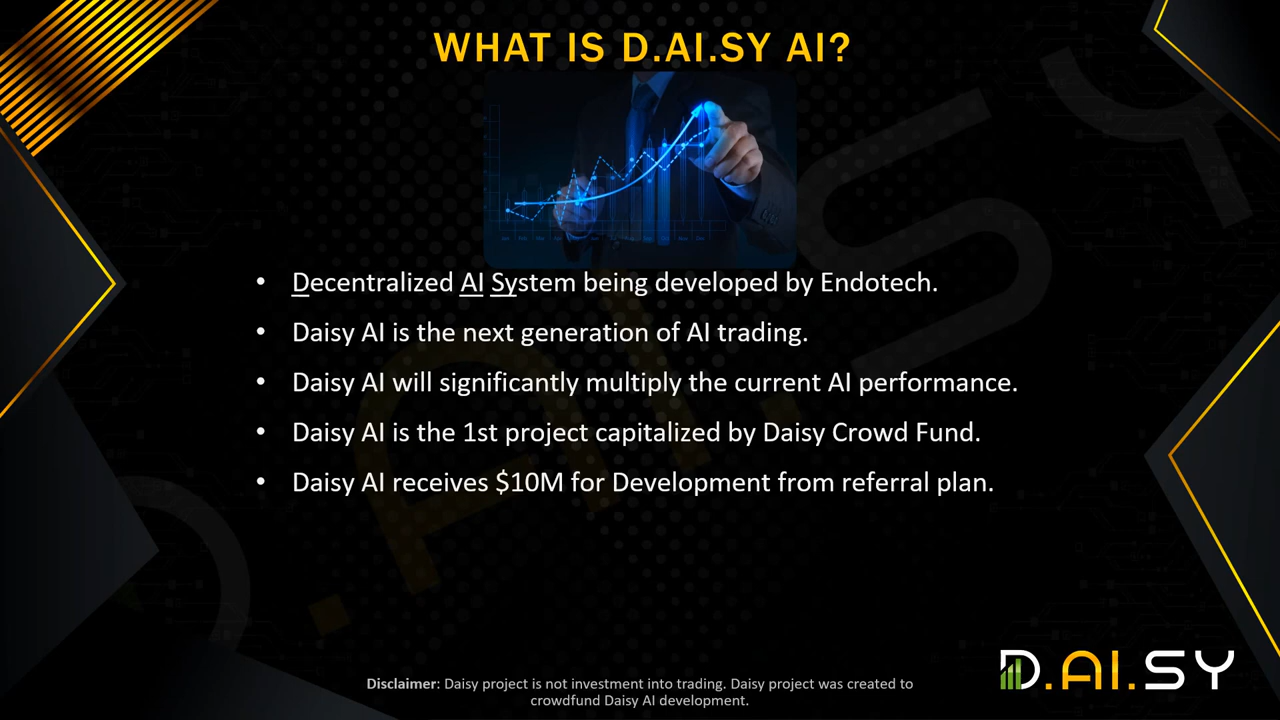 WHAT IS D.AI.SY AI?
• Decentralized AI System being developed by Endotech.
• Daisy AI is the next generation of AI trading.
• Daisy AI will significantly multiply the current AI performance.
• Daisy AI is the 1st project capitalized by Daisy Crowd Fund.
• Daisy AI receives $10M for Development from referral plan.
Disclaimer: Daisy project is not investment into trading. Daisy project was created to
crowdfund Daisy AI development.
D.AI.SY